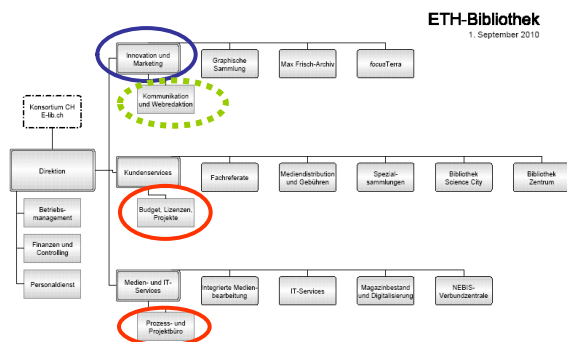 ETH-Bibliothek
1. September 2010
Innovation und
Marketing
Graphische
Sammlung
Max Frisch-Archiv
focusTerra
Kommunikation
und Webredaktion
Konsortium CH
E-lib.ch
Direktion
Kundenservices
Fachreferate
Mediendistribution
und Gebühren
Spezial-
sammlungen
Bibliothek
Science City
Bibliothek
Zentrum
Betriebs-
management
Budget, Lizenzen,
Projekte
Finanzen und
Controlling
Personaldienst
Medien- und IT-
Services
Integrierte Medien-
bearbeitung
IT-Services
Magazinbestand
und Digitalisierung
NEBIS-
Verbundzentrale
Prozess- und
Projektbüro